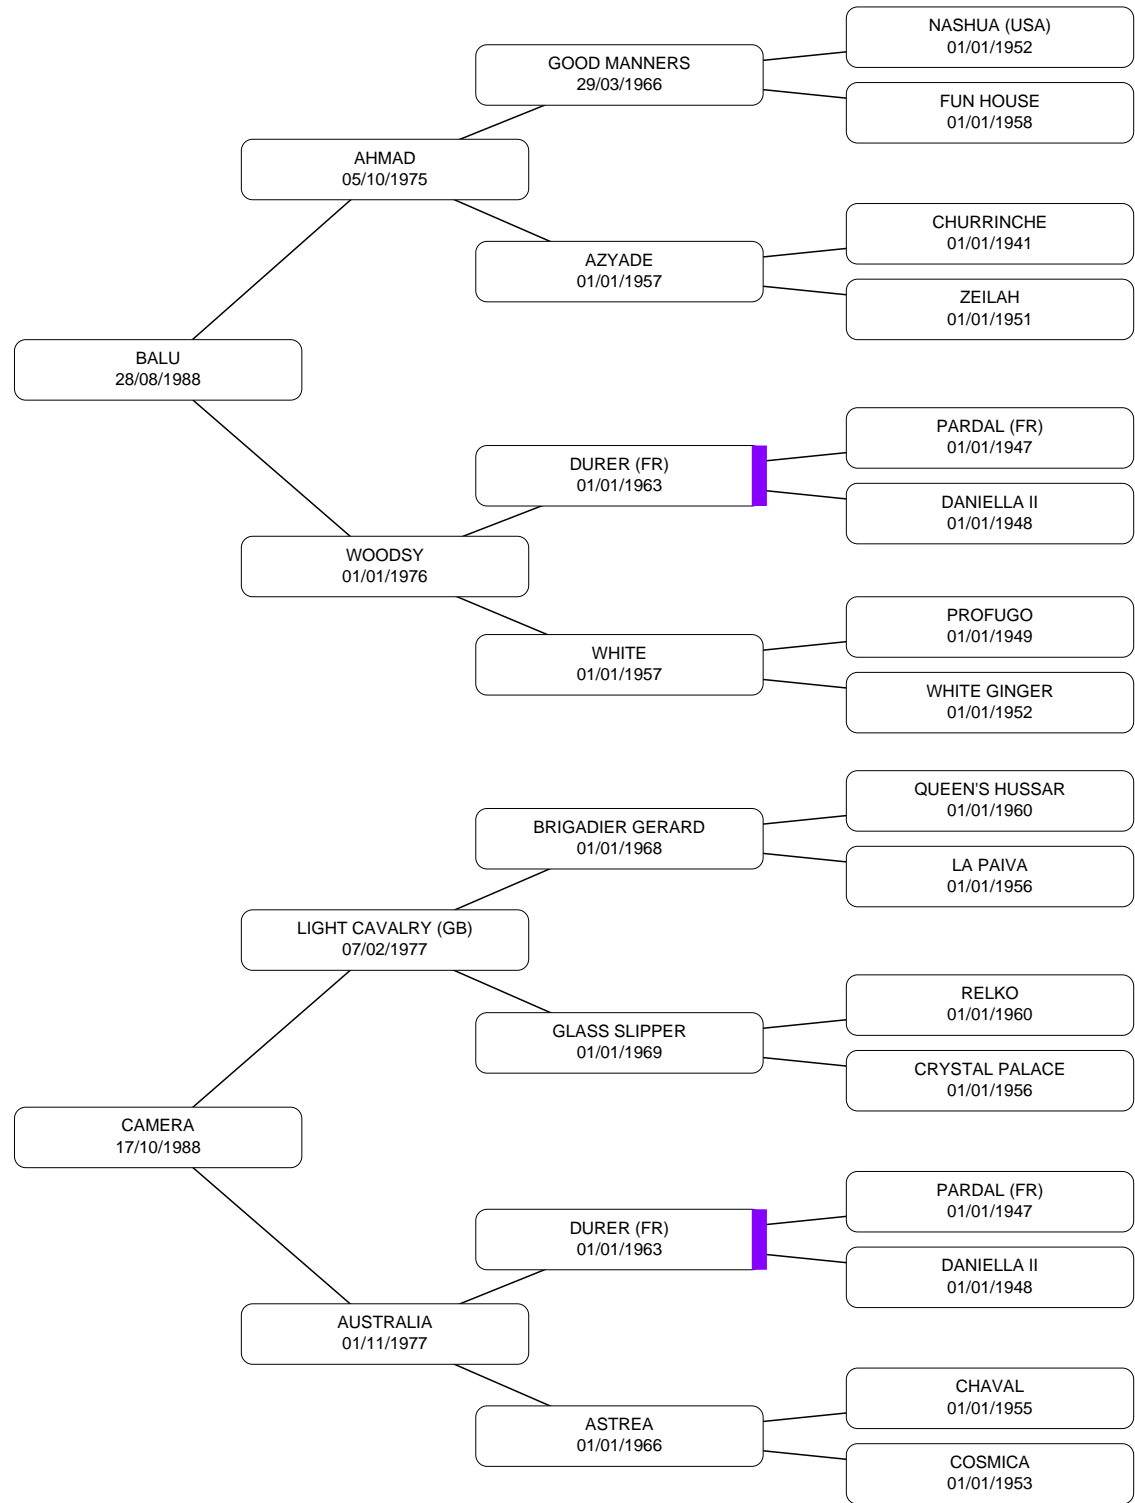 NASHUA (USA)
01/01/1952
GOOD MANNERS
29/03/1966
FUN HOUSE
01/01/1958
AHMAD
05/10/1975
CHURRINCHE
01/01/1941
AZYADE
01/01/1957
ZEILAH
01/01/1951
BALU
28/08/1988
PARDAL (FR)
01/01/1947
DURER (FR)
01/01/1963
DANIELLA II
01/01/1948
WOODSY
01/01/1976
PROFUGO
01/01/1949
WHITE
01/01/1957
WHITE GINGER
01/01/1952
QUEEN'S HUSSAR
01/01/1960
BRIGADIER GERARD
01/01/1968
LA PAIVA
01/01/1956
LIGHT CAVALRY (GB)
07/02/1977
RELKO
01/01/1960
GLASS SLIPPER
01/01/1969
CRYSTAL PALACE
01/01/1956
CAMERA
17/10/1988
PARDAL (FR)
01/01/1947
DURER (FR)
01/01/1963
DANIELLA II
01/01/1948
AUSTRALIA
01/11/1977
CHAVAL
01/01/1955
ASTREA
01/01/1966
COSMICA
01/01/1953